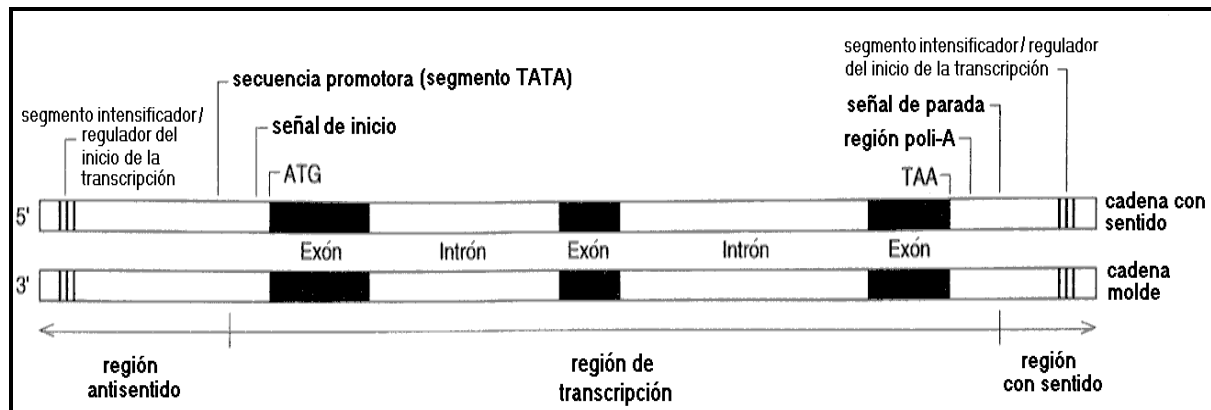 segmento intensificador/
regulador del
inicio de la
transcripción
secuencia promotora (segmento TATA)
señal de inicio
ATG
segmento intensificador/regulador
del inicio de la transcripción
señal de parada
región poli-A
TAA
5'
cadena con
sentido
Exón Intrón Exón Intrón Exón
3'
cadena
molde
región
antisentido
región de
transcripción
región
con sentido